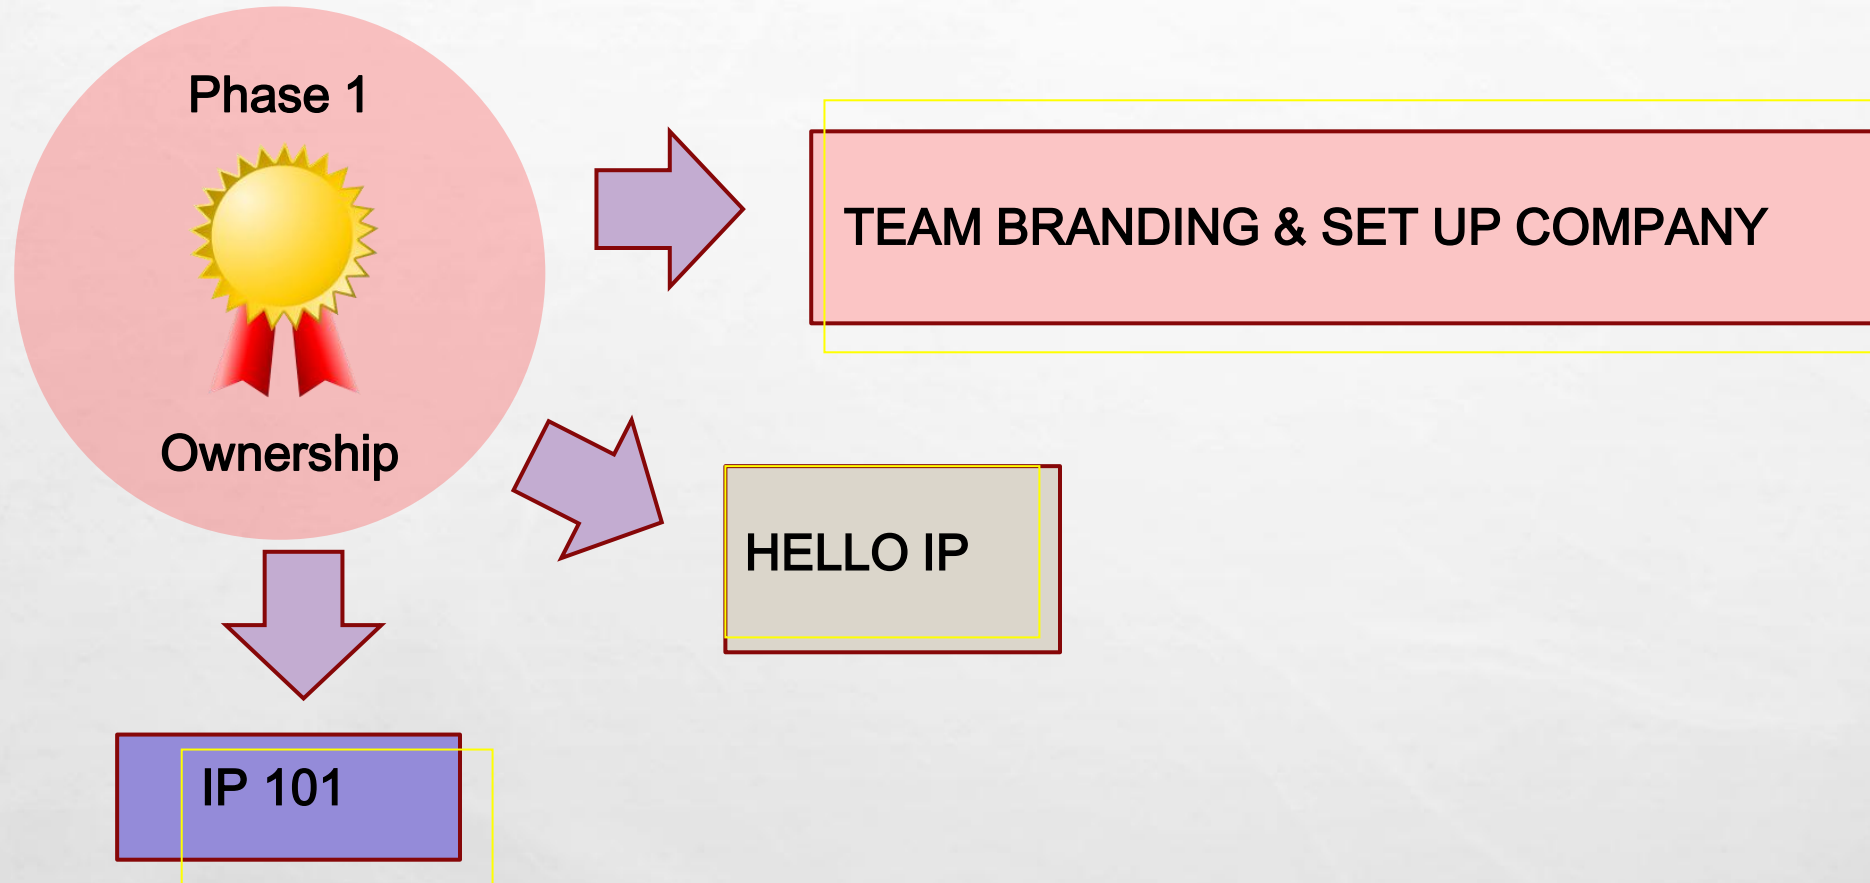 Phase 1
Ownership
TEAM BRANDING & SET UP COMPANY
HELLO IP
IP 101